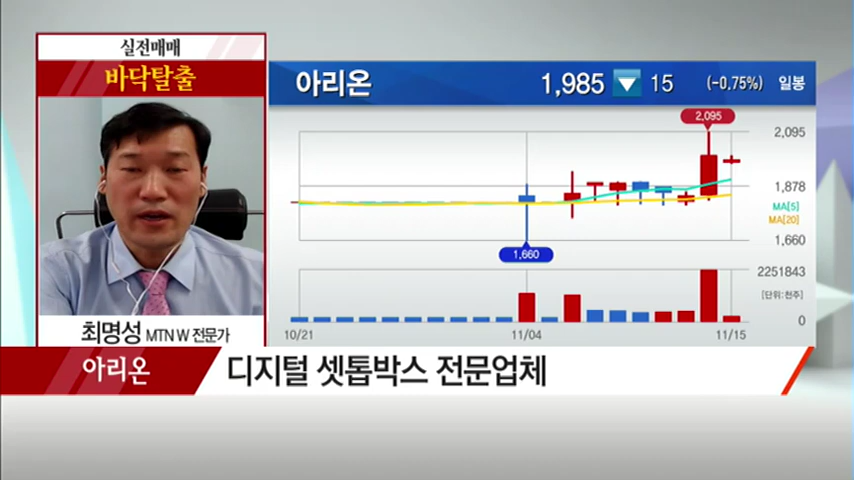 실전매매
바닥탈출
최명성 MTN W 전문가
아리온 1,985 ▼ 15 (-0.75%) 일봉
2,095
2,095
1,878
MA[5]
MA[20]
1,660
1,660
2251843
[단위:천주]
0
10/21 11/04 11/15
아리온 디지털 셋톱박스 전문업체